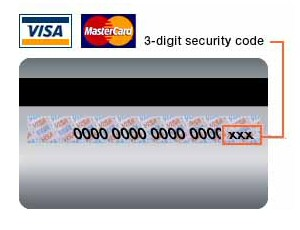 VISA MasterCard
3-digit security code
0000 0000 0000 0000 xxx